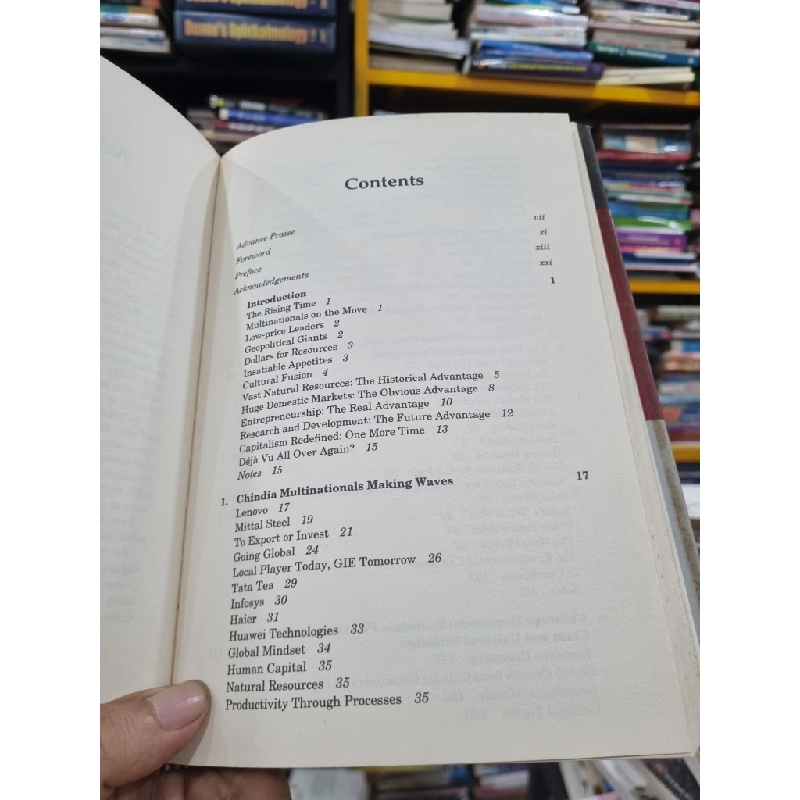 Duane's Ophthalmology
Contents
Advance Praise vii
Foreword xi
Preface xiii
Acknowledgements xxi
Introduction 1
The Rising Time 1
Multinationals on the Move 1
Low-price Leaders 2
Geopolitical Giants 2
Dollars for Resources 3
Insatiable Appetites 3
Cultural Fusion 4
Vast Natural Resources: The Historical Advantage 5
Huge Domestic Markets: The Obvious Advantage 8
Entrepreneurship: The Real Advantage 10
Research and Development: The Future Advantage 12
Capitalism Redefined: One More Time 13
Déjà Vu All Over Again? 15
Notes 15
1. Chindia Multinationals Making Waves 17
Lenovo 17
Mittal Steel 19
To Export or Invest 21
Going Global 24
Local Player Today, GIE Tomorrow 26
Tata Tea 29
Infosys 30
Haier 31
Huawei Technologies 33
Global Mindset 34
Human Capital 35
Natural Resources 35
Productivity Through Processes 35